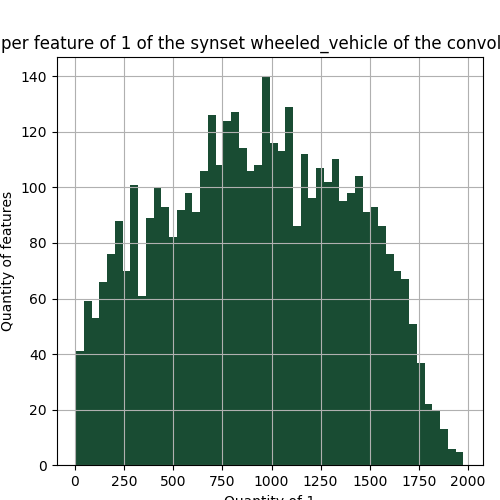 per feature of 1 of the synset wheeled_vehicle of the convol
Quantity of features
140
120
100
80
60
40
20
0
0 250 500 750 1000 1250 1500 1750 2000
Quantity of 1